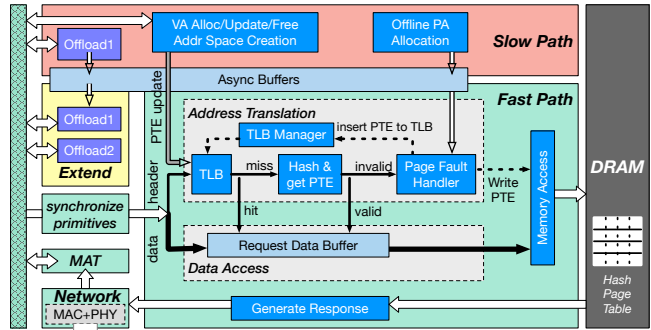 VA Alloc/Update/Free
Addr Space Creation
Offline PA
Allocation
Offload1
Slow Path
Async Buffers
PTE update
Fast Path
Address Translation
Offload1
Offload2
Extend
TLB Manager
insert PTE to TLB
header
TLB
miss
Hash &
get PTE
invalid
Page Fault
Handler
Write
PTE
Memory Access
DRAM
hit
valid
synchronize
primitives
data
Request Data Buffer
Data Access
MAT
Network
MAC+PHY
Generate Response
Hash
Page
Table